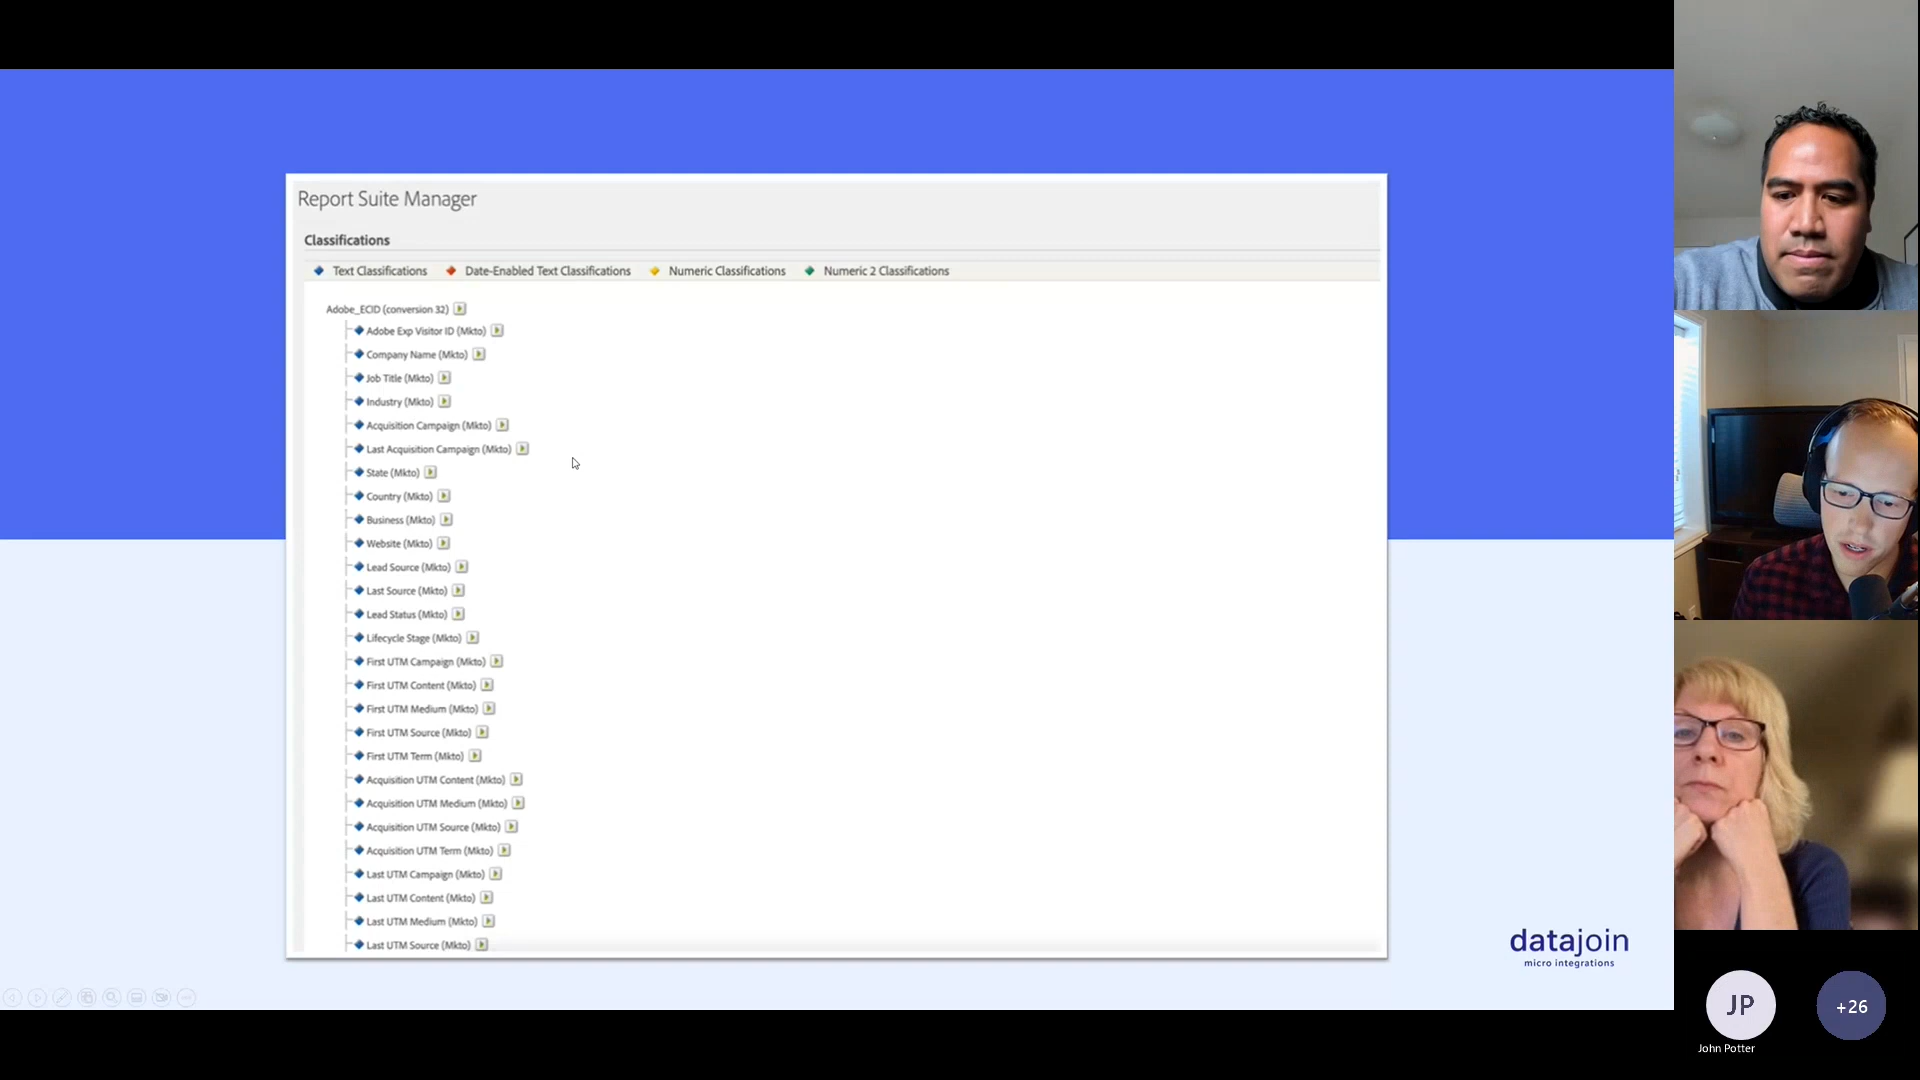 Report Suite Manager
Classifications
Text Classifications Date-Enabled Text Classifications Numeric Classifications Numeric 2 Classifications
Adobe_ECID (conversion 32)
Adobe Exp Visitor ID (Mkto)
Company Name (Mkto)
Job Title (Mkto)
Industry (Mkto)
Acquisition Campaign (Mkto)
Last Acquisition Campaign (Mkto)
State (Mkto)
Country (Mkto)
Business (Mkto)
Website (Mkto)
Lead Source (Mkto)
Last Source (Mkto)
Lead Status (Mkto)
Lifecycle Stage (Mkto)
First UTM Campaign (Mkto)
First UTM Content (Mkto)
First UTM Medium (Mkto)
First UTM Source (Mkto)
First UTM Term (Mkto)
Acquisition UTM Content (Mkto)
Acquisition UTM Medium (Mkto)
Acquisition UTM Source (Mkto)
Acquisition UTM Term (Mkto)
Last UTM Campaign (Mkto)
Last UTM Content (Mkto)
Last UTM Medium (Mkto)
Last UTM Source (Mkto)
datajoin
micro integrations
JP
+26
John Potter